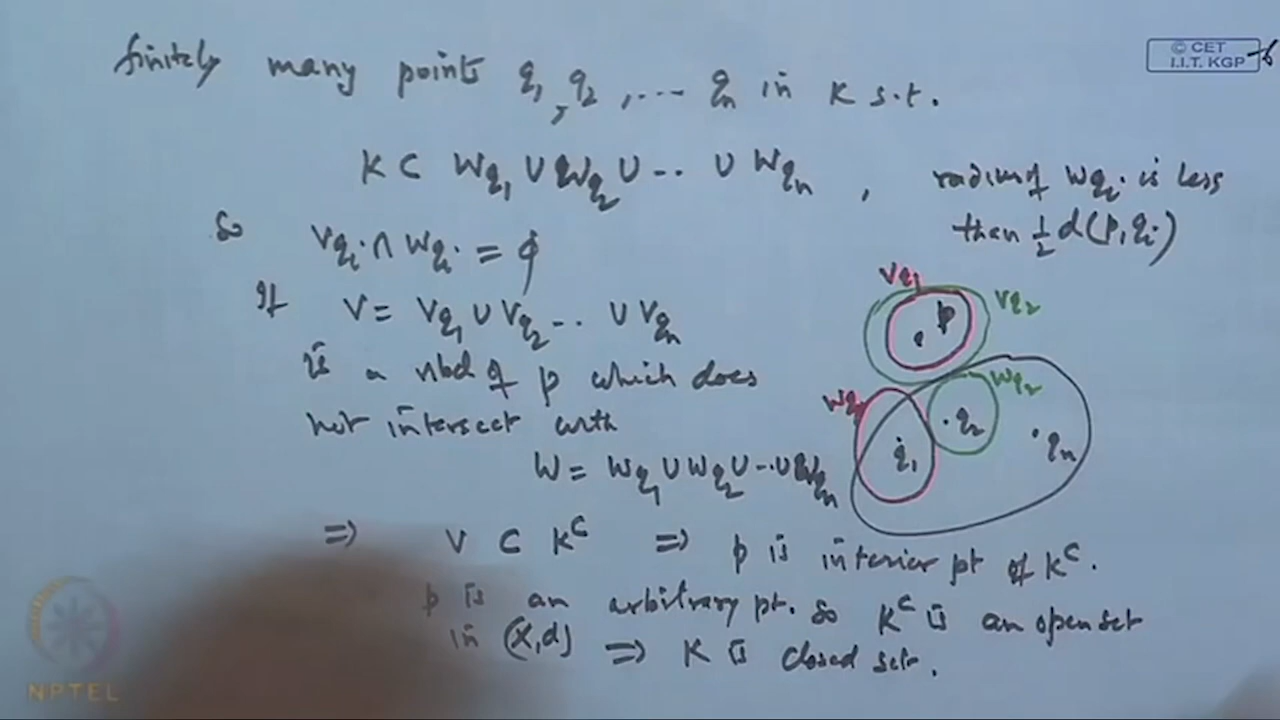 finitely many points q1, q2, .... qn in K s.t.
© CET
I.I.T. KGP
K ⊂ Wq1 ∪ Wq2 ∪ .. ∪ Wqn , radius of Wqi is less
than 1/2 d(p, qi)
So Vqi ∩ Wqi = φ
If V = Vq1 ∪ Vq2 .. ∪ Vqn
is a nbd of p which does
not intersect with
W = Wq1 ∪ Wq2 ∪ .. ∪ Wqn
Vq1
Vq2
p
Wq1
Wq2
q1
q2
qn
⇒ V ⊂ K^c ⇒ p is interior pt of K^c.
p is an arbitrary pt. So K^c is an open set
in (X,d) ⇒ K is closed set.
NPTEL